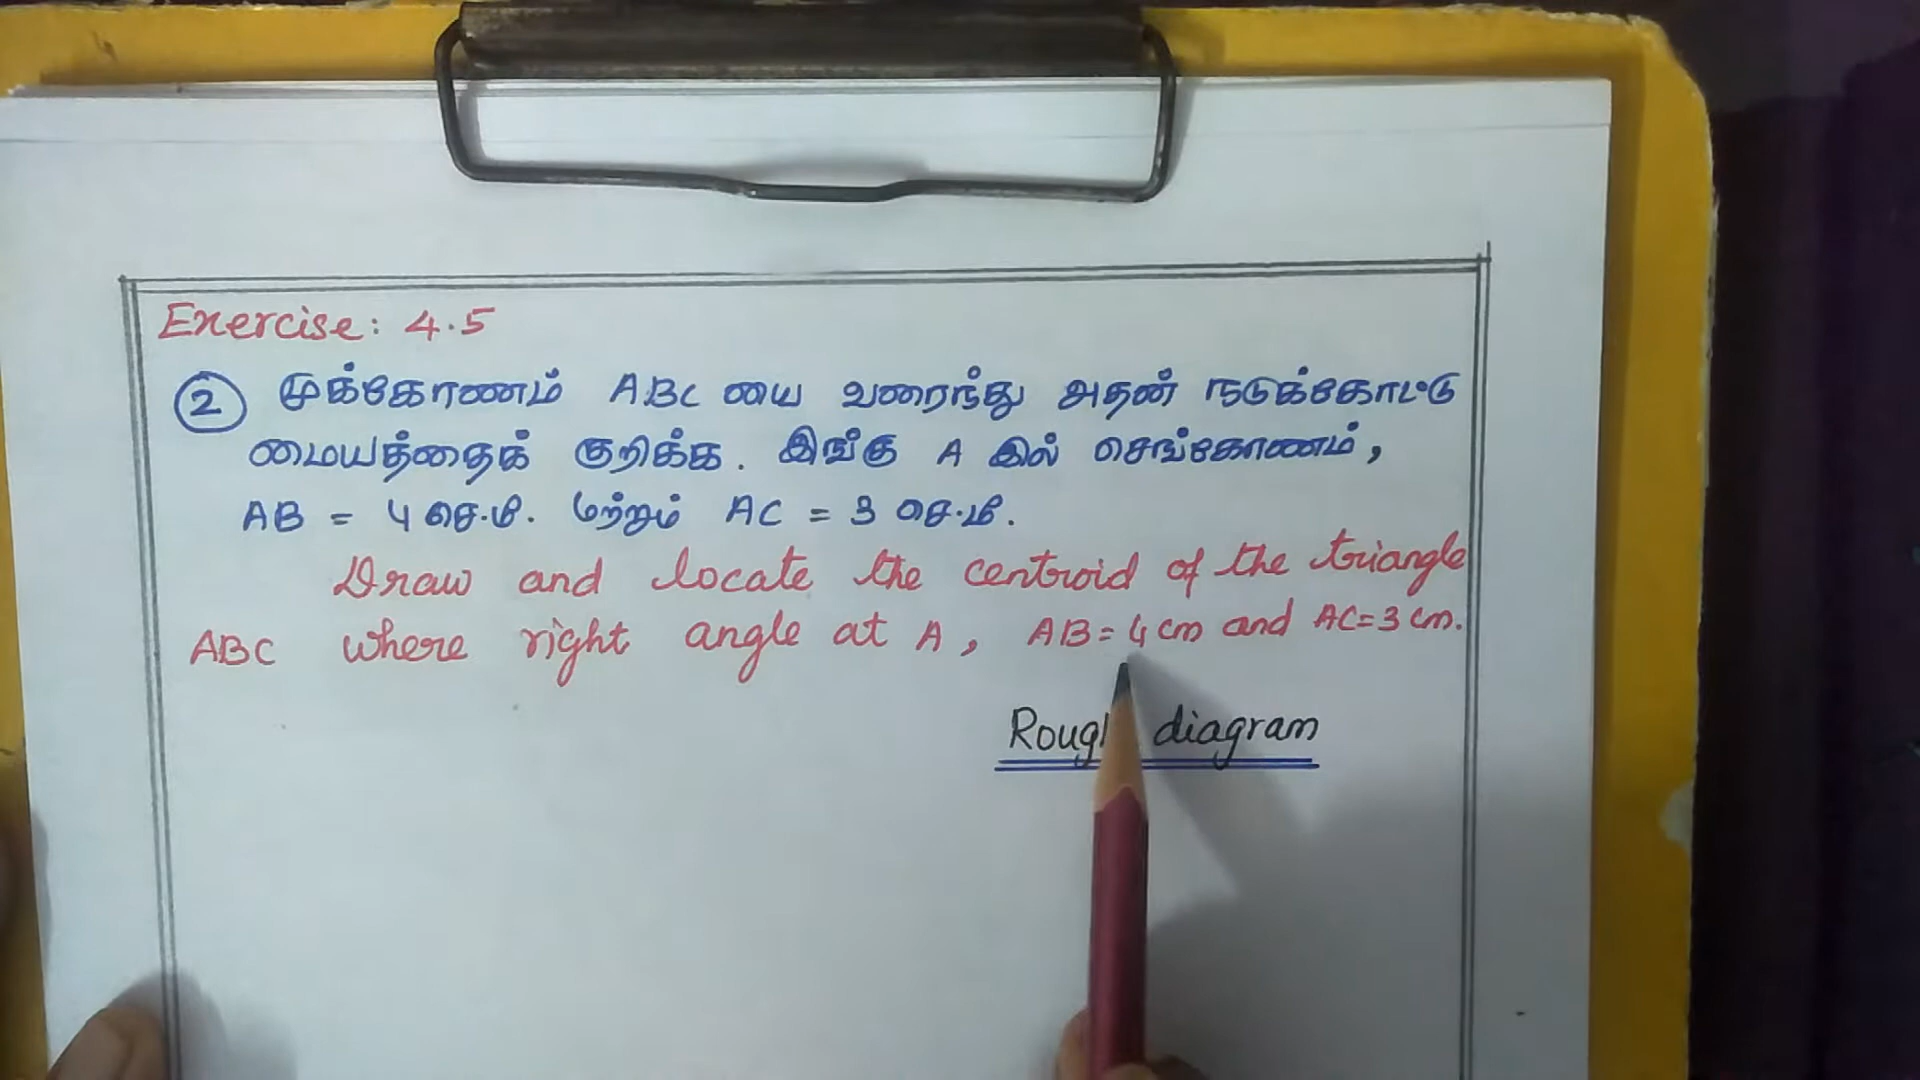 Exercise: 4.5
2 முக்கோணம் ABC யை வரைந்து அதன் நடுக்கோட்டு
மையத்தைக் குறிக்க. இங்கு A இல் செங்கோணம்,
AB = 4 செ.மீ. மற்றும் AC = 3 செ.மீ.
Draw and locate the centroid of the triangle
ABC where right angle at A, AB = 4 cm and AC = 3 cm.
diagram